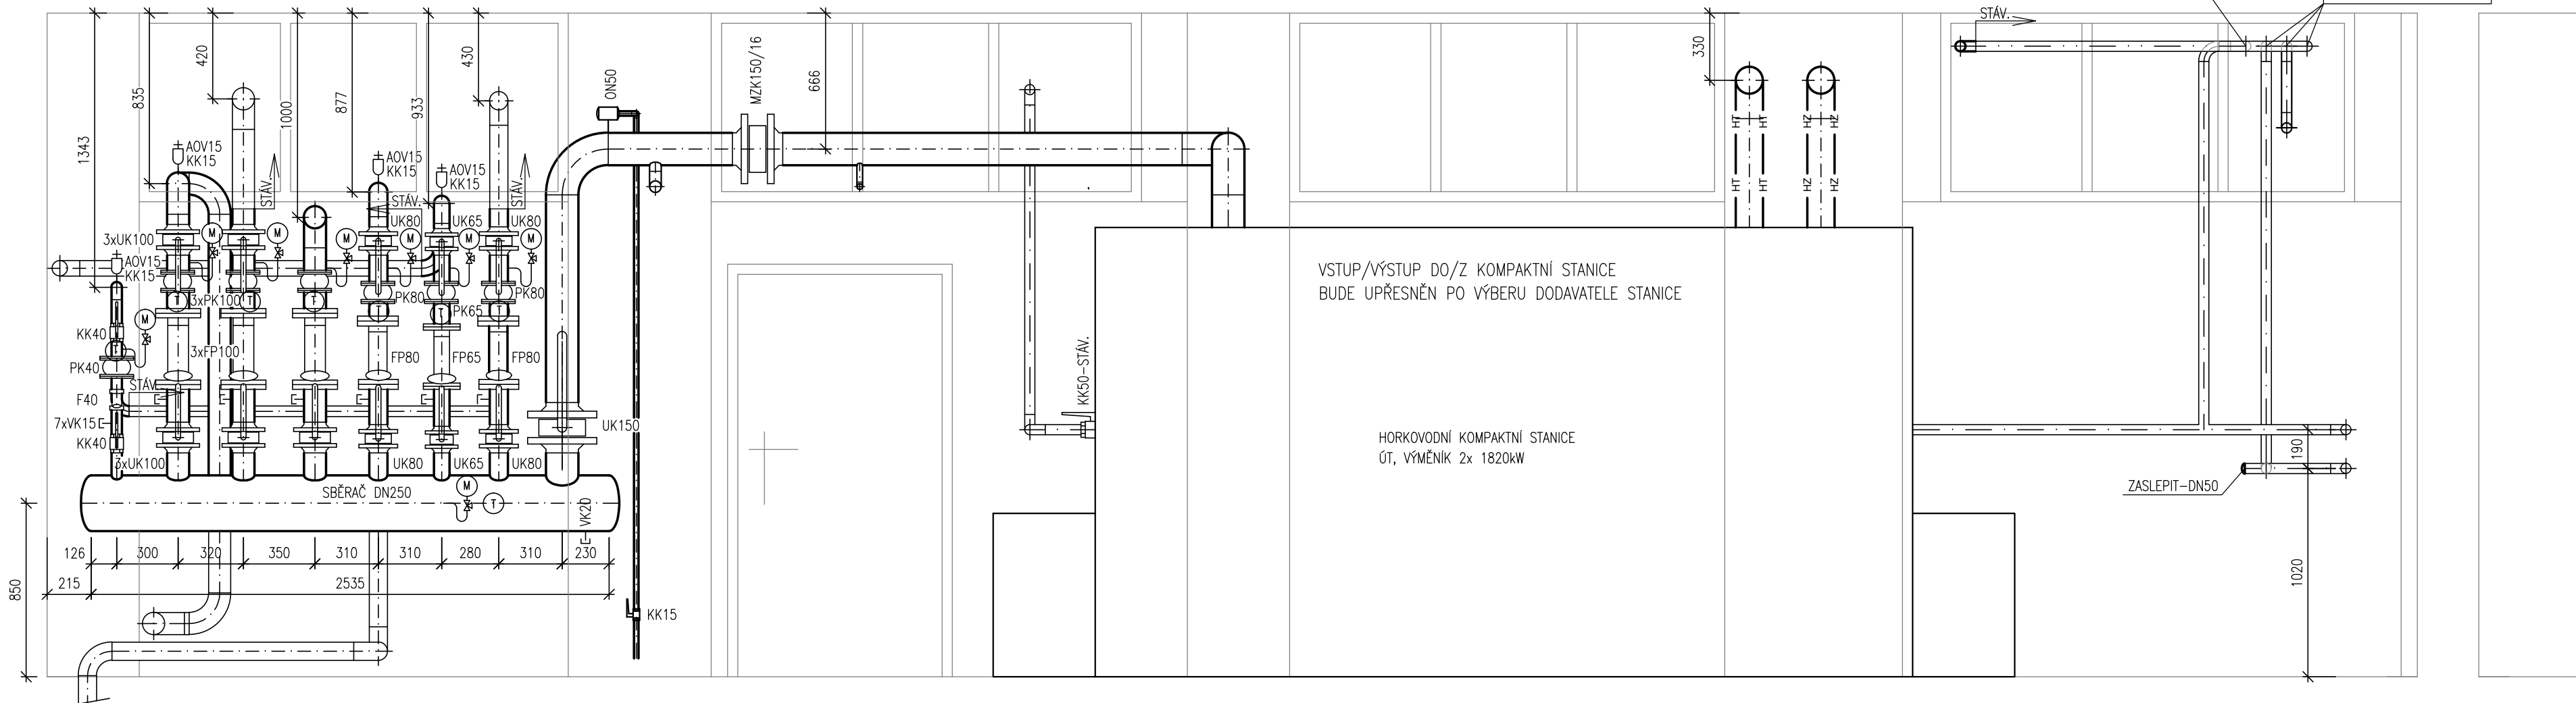 STÁV.
420
430
330
835
1000
877
933
666
1343
ON50
MZK150/16
AOV15
KK15
AOV15
KK15
AOV15
KK15
STÁV.
STÁV.
STÁV.
HT
HT
HZ
HZ
HT
HT
HZ
HZ
UK80
UK65
UK80
3xUK100
M
M
M
M
M
M
AOV15
KK15
VSTUP/VÝSTUP DO/Z KOMPAKTNÍ STANICE
BUDE UPŘESNĚN PO VÝBERU DODAVATELE STANICE
3xPK100
T
T
T
T
T
T
PK80
PK65
PK80
M
KK40
T
3xFP100
FP80
FP65
FP80
PK40
STÁV.
F40
7xVK15
KK40
KK50-STÁV.
UK150
HORKOVODNÍ KOMPAKTNÍ STANICE
ÚT, VÝMĚNÍK 2x 1820kW
3xUK100
UK80
UK65
UK80
190
SBĚRAČ DN250
M
T
VK20
ZASLEPIT-DN50
126
300
320
350
310
310
280
310
230
215
2535
850
1020
KK15